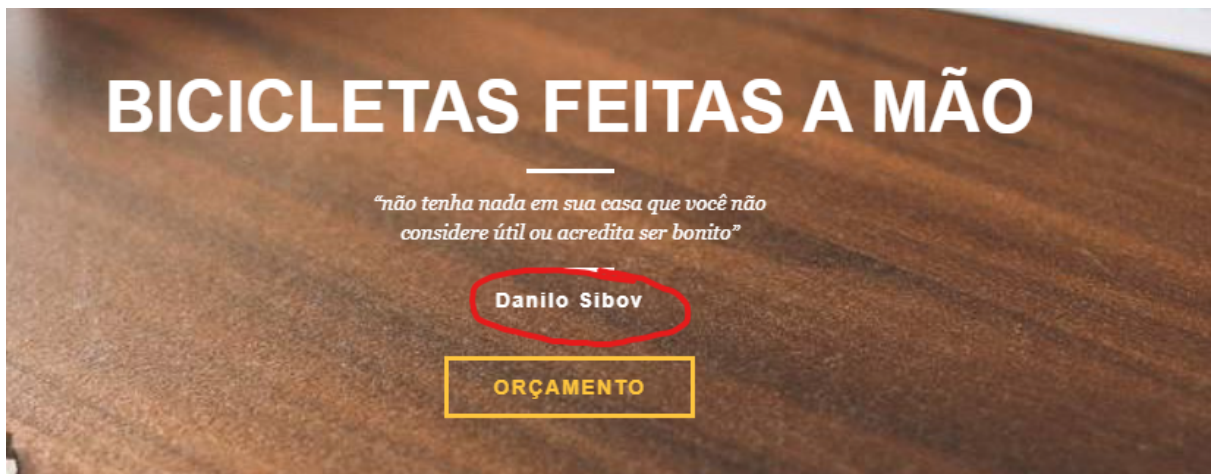 BICICLETAS FEITAS A MÃO
“não tenha nada em sua casa que você não
considere útil ou acredita ser bonito”
Danilo Sibov
ORÇAMENTO